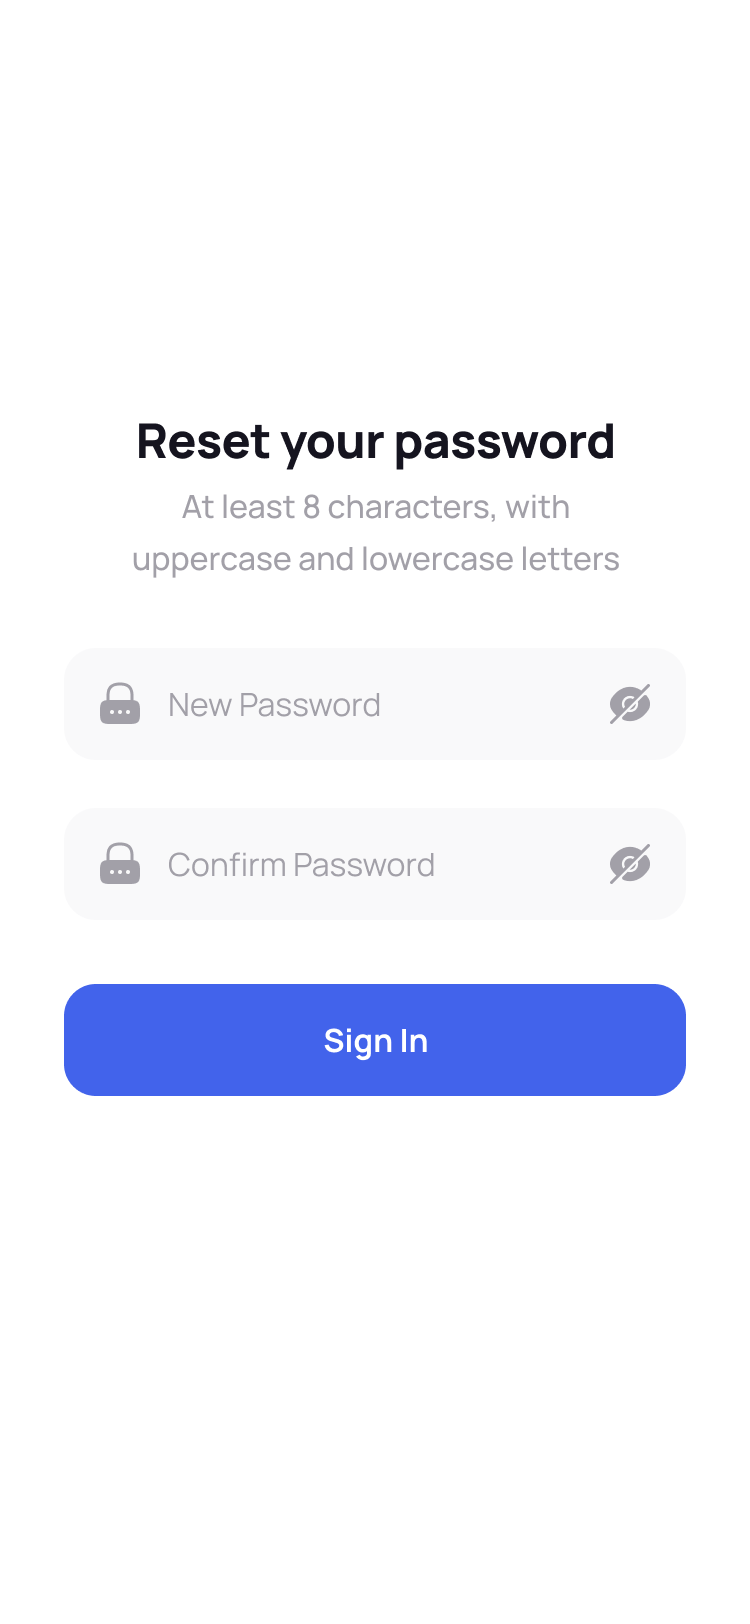 Reset your password
At least 8 characters, with
uppercase and lowercase letters
New Password
Confirm Password
Sign In